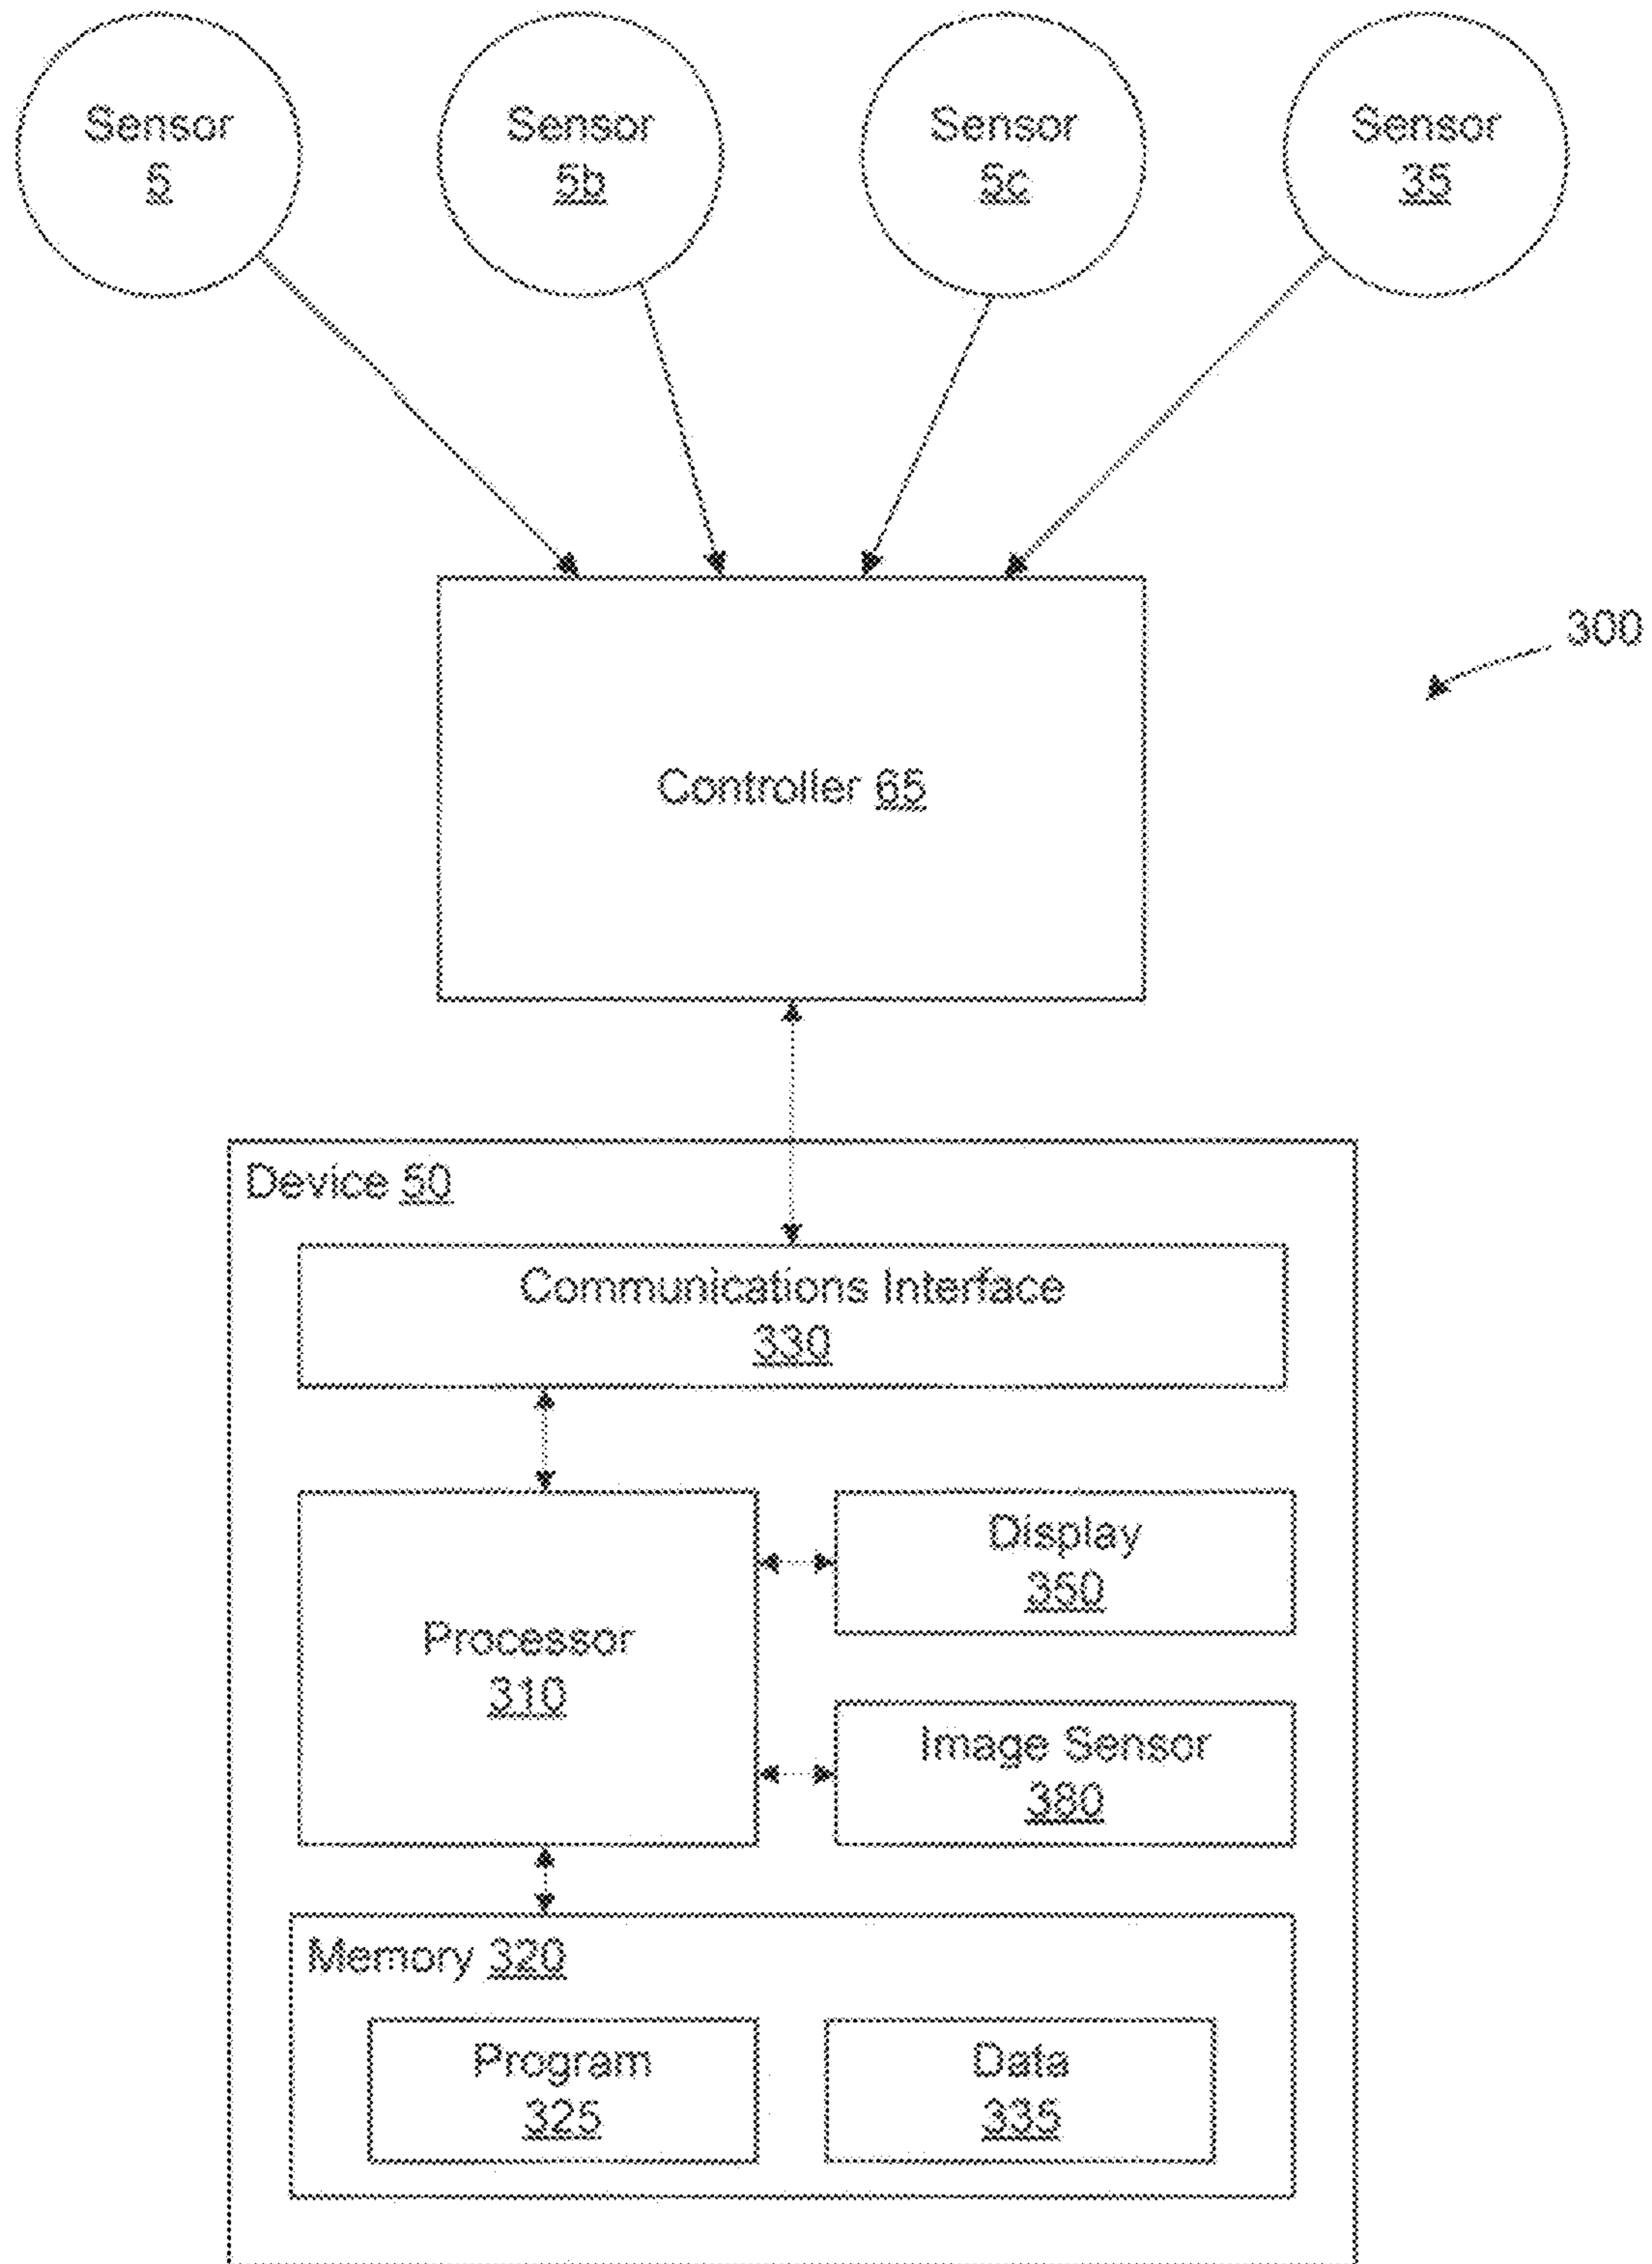 Sensor
5
Sensor
5b
Sensor
5c
Sensor
35
300
Controller 65
Device 50
Communications Interface
330
Processor
310
Display
350
Image Sensor
380
Memory 320
Program
325
Data
335